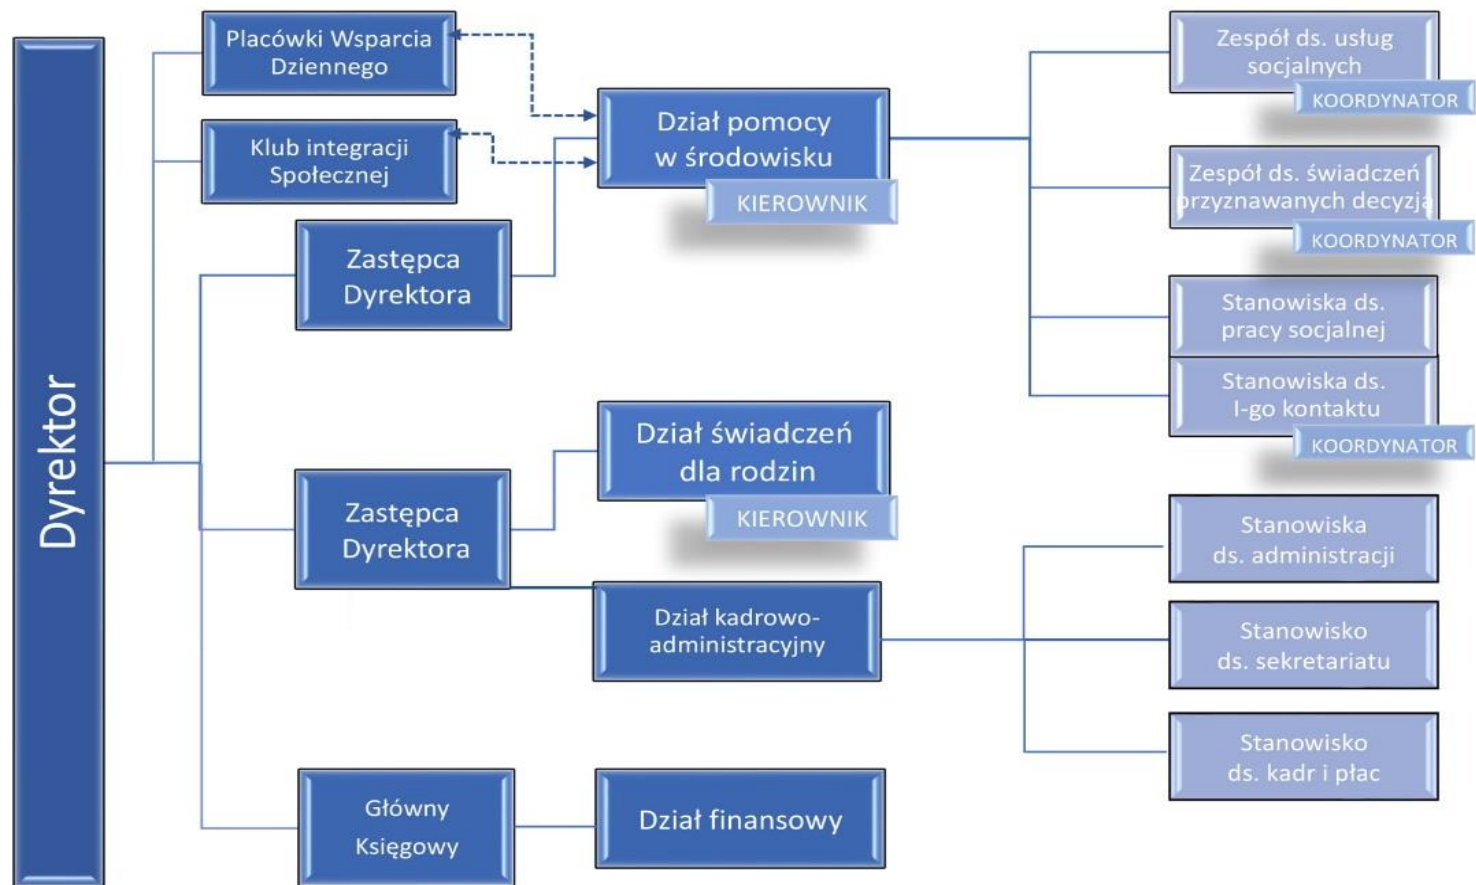 Dyrektor
Placówki Wsparcia
Dziennego
Klub integracji
Społecznej
Zastępca
Dyrektora
Zastępca
Dyrektora
Główny
Księgowy
Dział pomocy
w środowisku
KIEROWNIK
Dział świadczeń
dla rodzin
KIEROWNIK
Dział kadrowo-
administracyjny
Dział finansowy
Zespół ds. usług
socjalnych
KOORDYNATOR
Zespół ds. świadczeń
przyznawanych decyzją
KOORDYNATOR
Stanowiska ds.
pracy socjalnej
Stanowiska ds.
I-go kontaktu
KOORDYNATOR
Stanowiska
ds. administracji
Stanowisko
ds. sekretariatu
Stanowisko
ds. kadr i płac